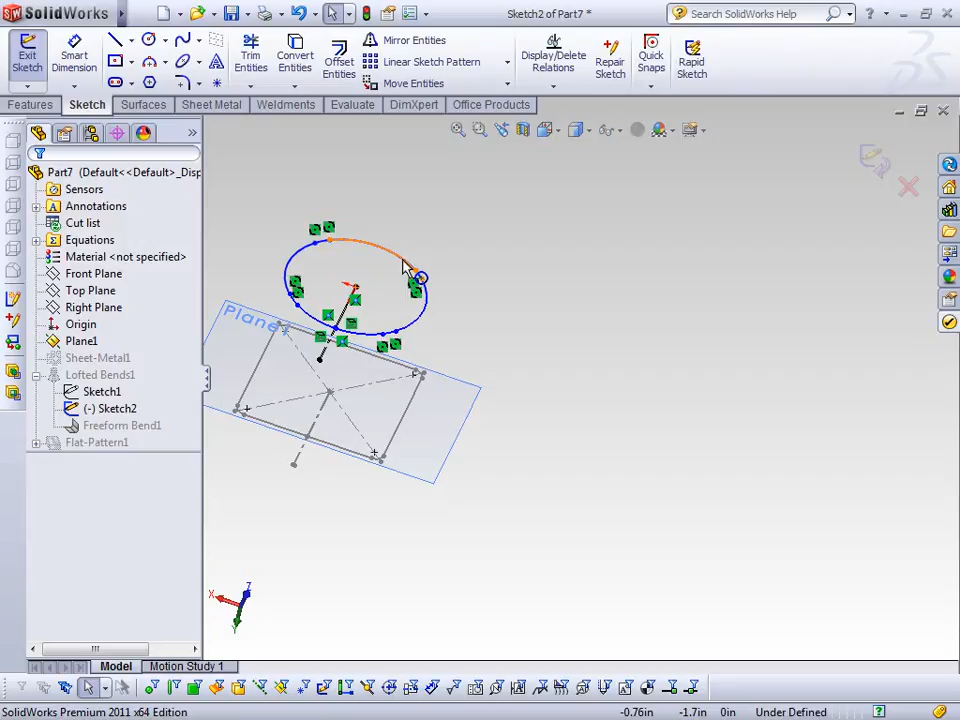 SolidWorks
Sketch2 of Part7 *
Search SolidWorks Help
Exit Sketch
Smart Dimension
Trim Entities
Convert Entities
Offset Entities
Mirror Entities
Linear Sketch Pattern
Move Entities
Display/Delete Relations
Repair Sketch
Quick Snaps
Rapid Sketch
Features
Sketch
Surfaces
Sheet Metal
Weldments
Evaluate
DimXpert
Office Products
Part7 (Default<<Default>_Disp
Sensors
Annotations
Cut list
Equations
Material <not specified>
Front Plane
Top Plane
Right Plane
Origin
Plane1
Sheet-Metal1
Lofted Bends1
Sketch1
(-) Sketch2
Freeform Bend1
Flat-Pattern1
Plane
X
Y
Z
Model
Motion Study 1
SolidWorks Premium 2011 x64 Edition
-0.76in
-1.7in
0in
Under Defined